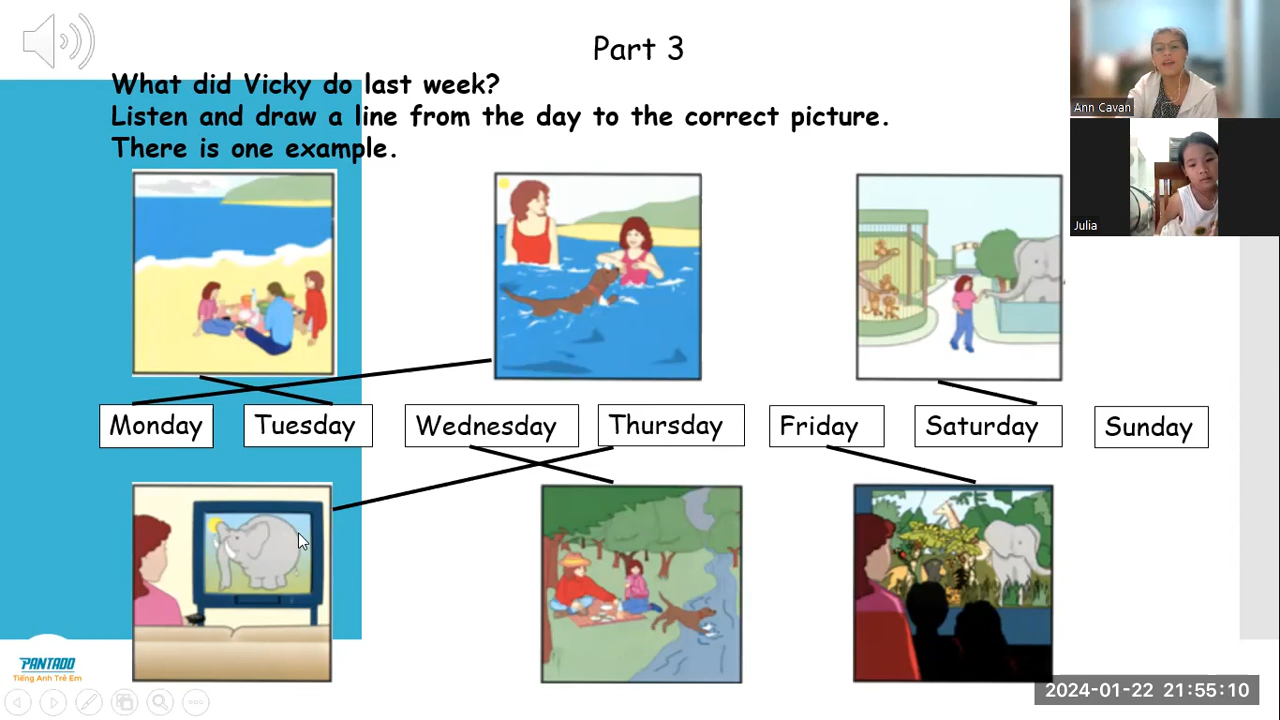 Part 3
What did Vicky do last week?
Listen and draw a line from the day to the correct picture.
There is one example.
Ann Cavan
Julia
Monday
Tuesday
Wednesday
Thursday
Friday
Saturday
Sunday
PANTADO
Tiếng Anh Trẻ Em
2024-01-22 21:55:10